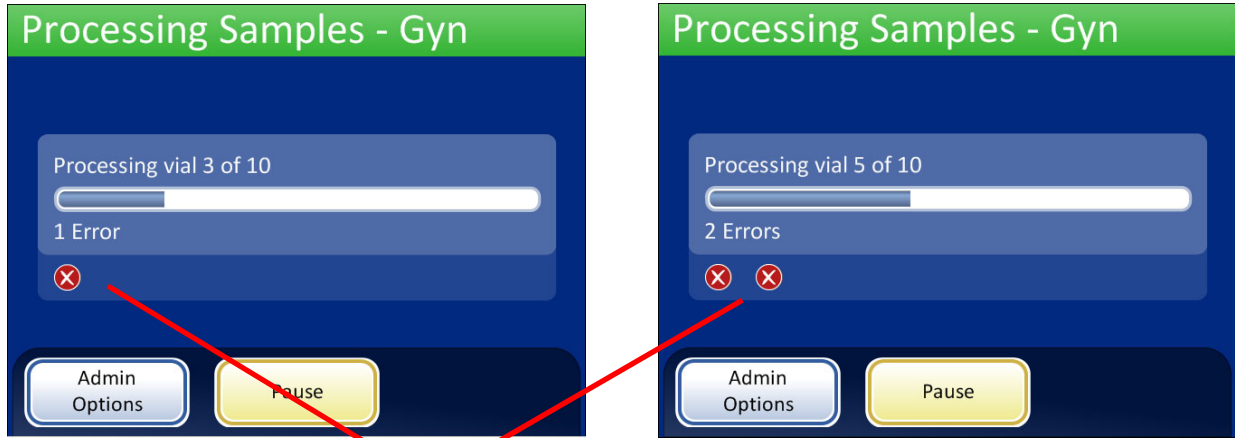 Processing Samples - Gyn
Processing vial 3 of 10
1 Error
Admin
Options
Pause
Processing Samples - Gyn
Processing vial 5 of 10
2 Errors
Admin
Options
Pause